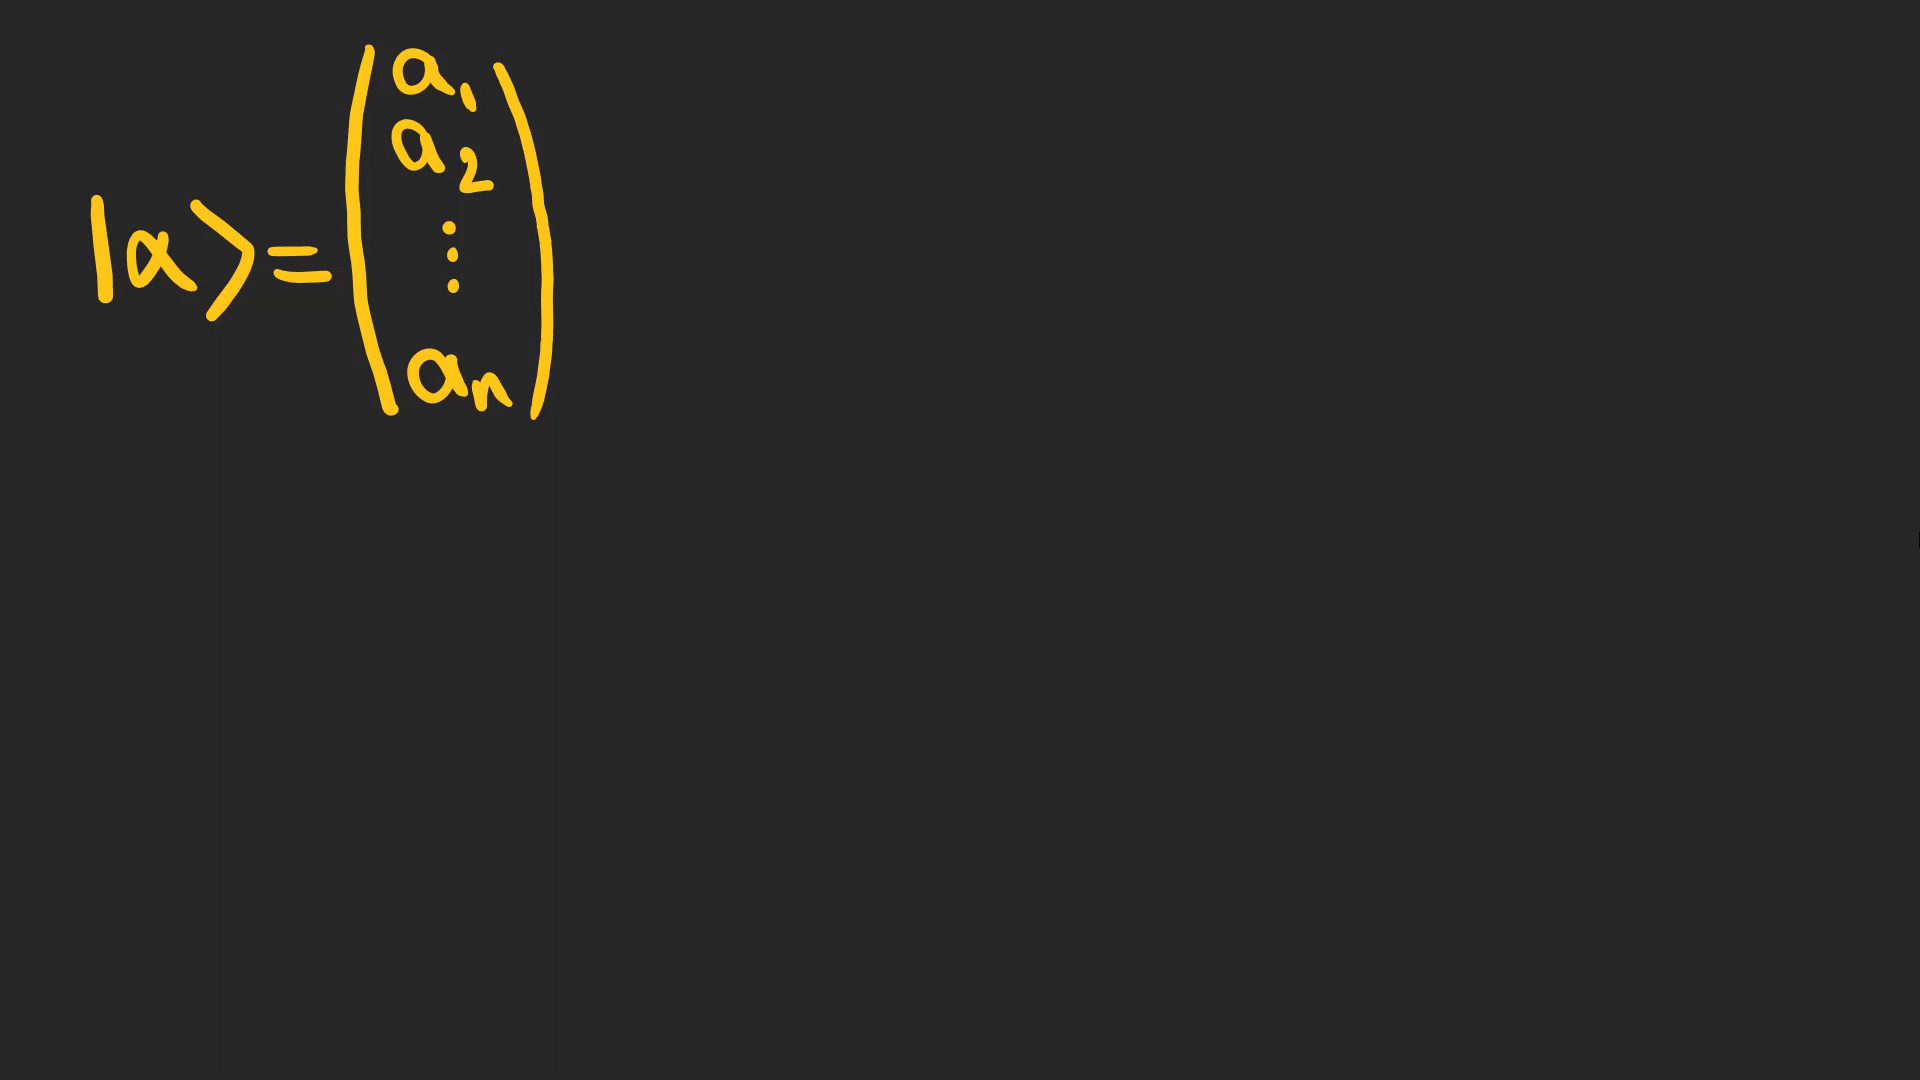 |α⟩ = ( a₁
a₂
⋮
aₙ )